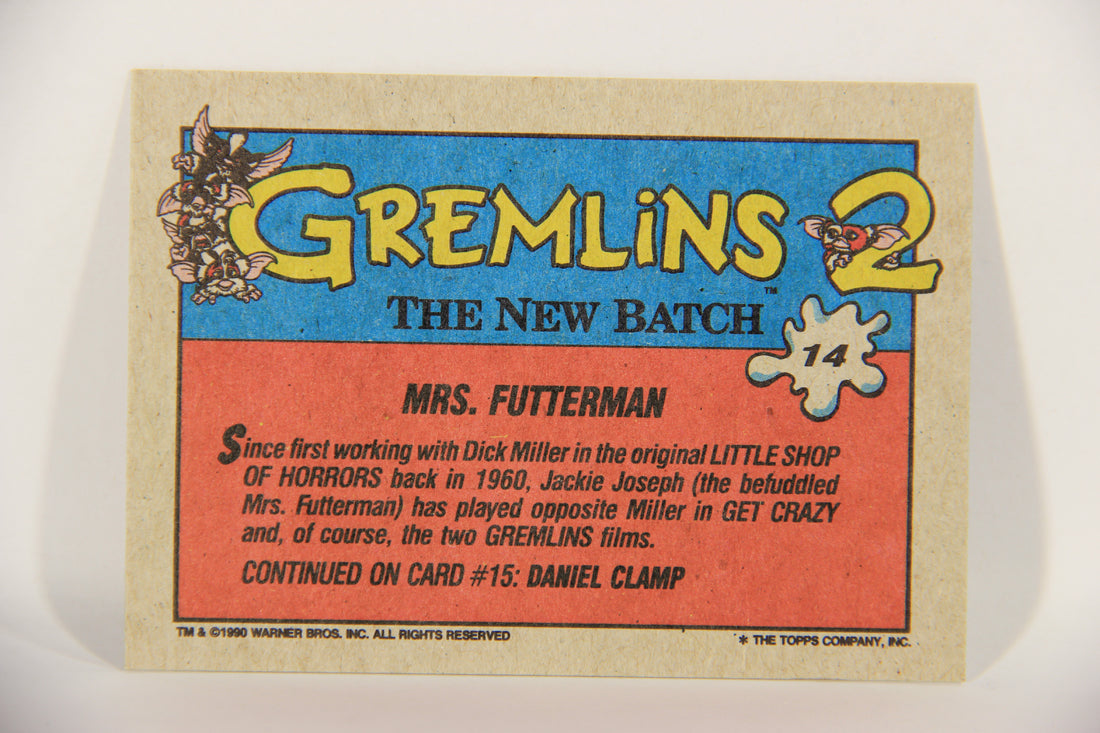 GREMLiNS 2
™
THE NEW BATCH
14
MRS. FUTTERMAN
Since first working with Dick Miller in the original LITTLE SHOP
OF HORRORS back in 1960, Jackie Joseph (the befuddled
Mrs. Futterman) has played opposite Miller in GET CRAZY
and, of course, the two GREMLINS films.
CONTINUED ON CARD #15: DANIEL CLAMP
TM & ©1990 WARNER BROS. INC. ALL RIGHTS RESERVED
* THE TOPPS COMPANY, INC.